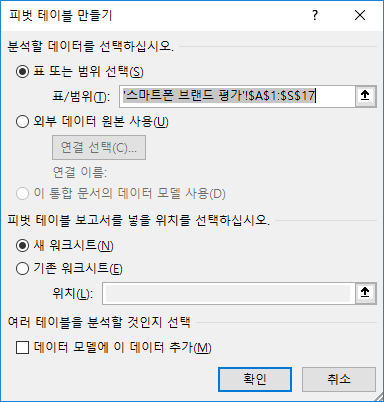 피벗 테이블 만들기
분석할 데이터를 선택하십시오.
표 또는 범위 선택(S)
표/범위(T): '스마트폰 브랜드 평가'!$A$1:$S$17
외부 데이터 원본 사용(U)
연결 선택(C)...
연결 이름:
이 통합 문서의 데이터 모델 사용(D)
피벗 테이블 보고서를 넣을 위치를 선택하십시오.
새 워크시트(N)
기존 워크시트(E)
위치(L):
여러 테이블을 분석할 것인지 선택
데이터 모델에 이 데이터 추가(M)
확인 취소